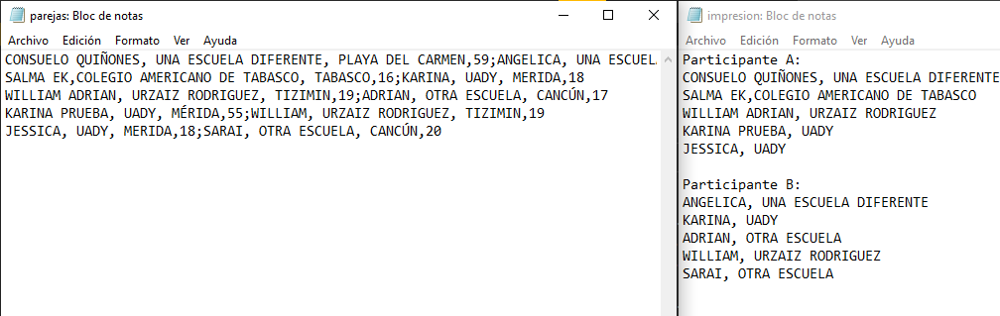 parejas: Bloc de notas
Archivo Edición Formato Ver Ayuda
CONSUELO QUIÑONES, UNA ESCUELA DIFERENTE, PLAYA DEL CARMEN,59;ANGELICA, UNA ESCUEL
SALMA EK,COLEGIO AMERICANO DE TABASCO, TABASCO,16;KARINA, UADY, MERIDA,18
WILLIAM ADRIAN, URZAIZ RODRIGUEZ, TIZIMIN,19;ADRIAN, OTRA ESCUELA, CANCÚN,17
KARINA PRUEBA, UADY, MÉRIDA,55;WILLIAM, URZAIZ RODRIGUEZ, TIZIMIN,19
JESSICA, UADY, MERIDA,18;SARAI, OTRA ESCUELA, CANCÚN,20
impresion: Bloc de notas
Archivo Edición Formato Ver Ayuda
Participante A:
CONSUELO QUIÑONES, UNA ESCUELA DIFERENTE
SALMA EK,COLEGIO AMERICANO DE TABASCO
WILLIAM ADRIAN, URZAIZ RODRIGUEZ
KARINA PRUEBA, UADY
JESSICA, UADY
Participante B:
ANGELICA, UNA ESCUELA DIFERENTE
KARINA, UADY
ADRIAN, OTRA ESCUELA
WILLIAM, URZAIZ RODRIGUEZ
SARAI, OTRA ESCUELA